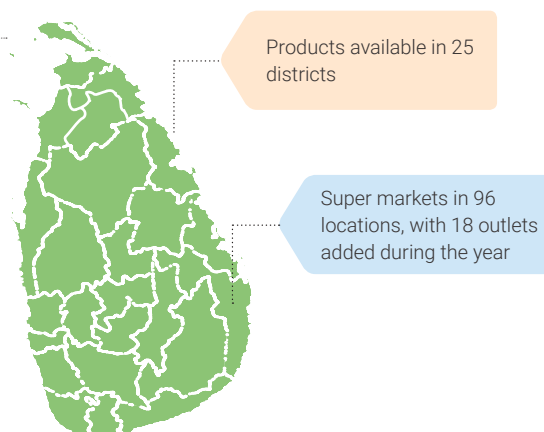 Products available in 25
districts
Super markets in 96
locations, with 18 outlets
added during the year